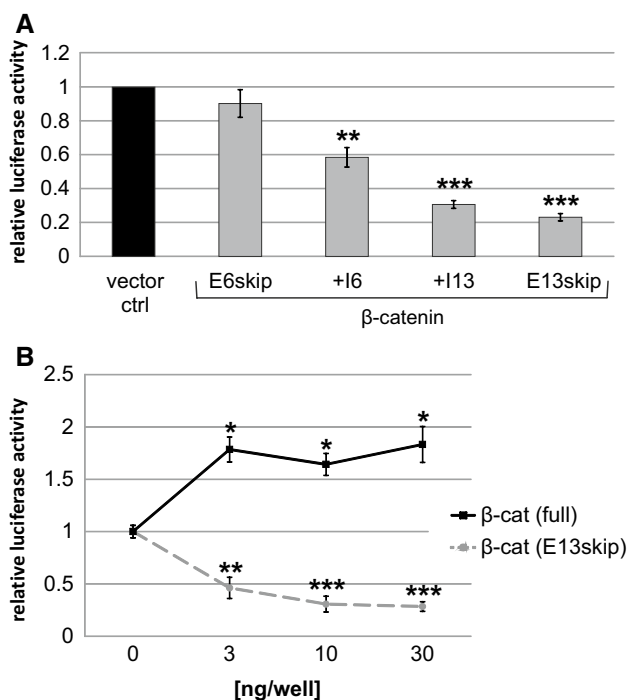 A
relative luciferase activity
1.2
1
0.8
0.6
0.4
0.2
0
**
***
***
vector
ctrl
E6skip
+I6
+I13
E13skip
β-catenin
B
relative luciferase activity
2.5
2
1.5
1
0.5
0
*
*
*
**
***
***
β-cat (full)
β-cat (E13skip)
0
3
10
30
[ng/well]